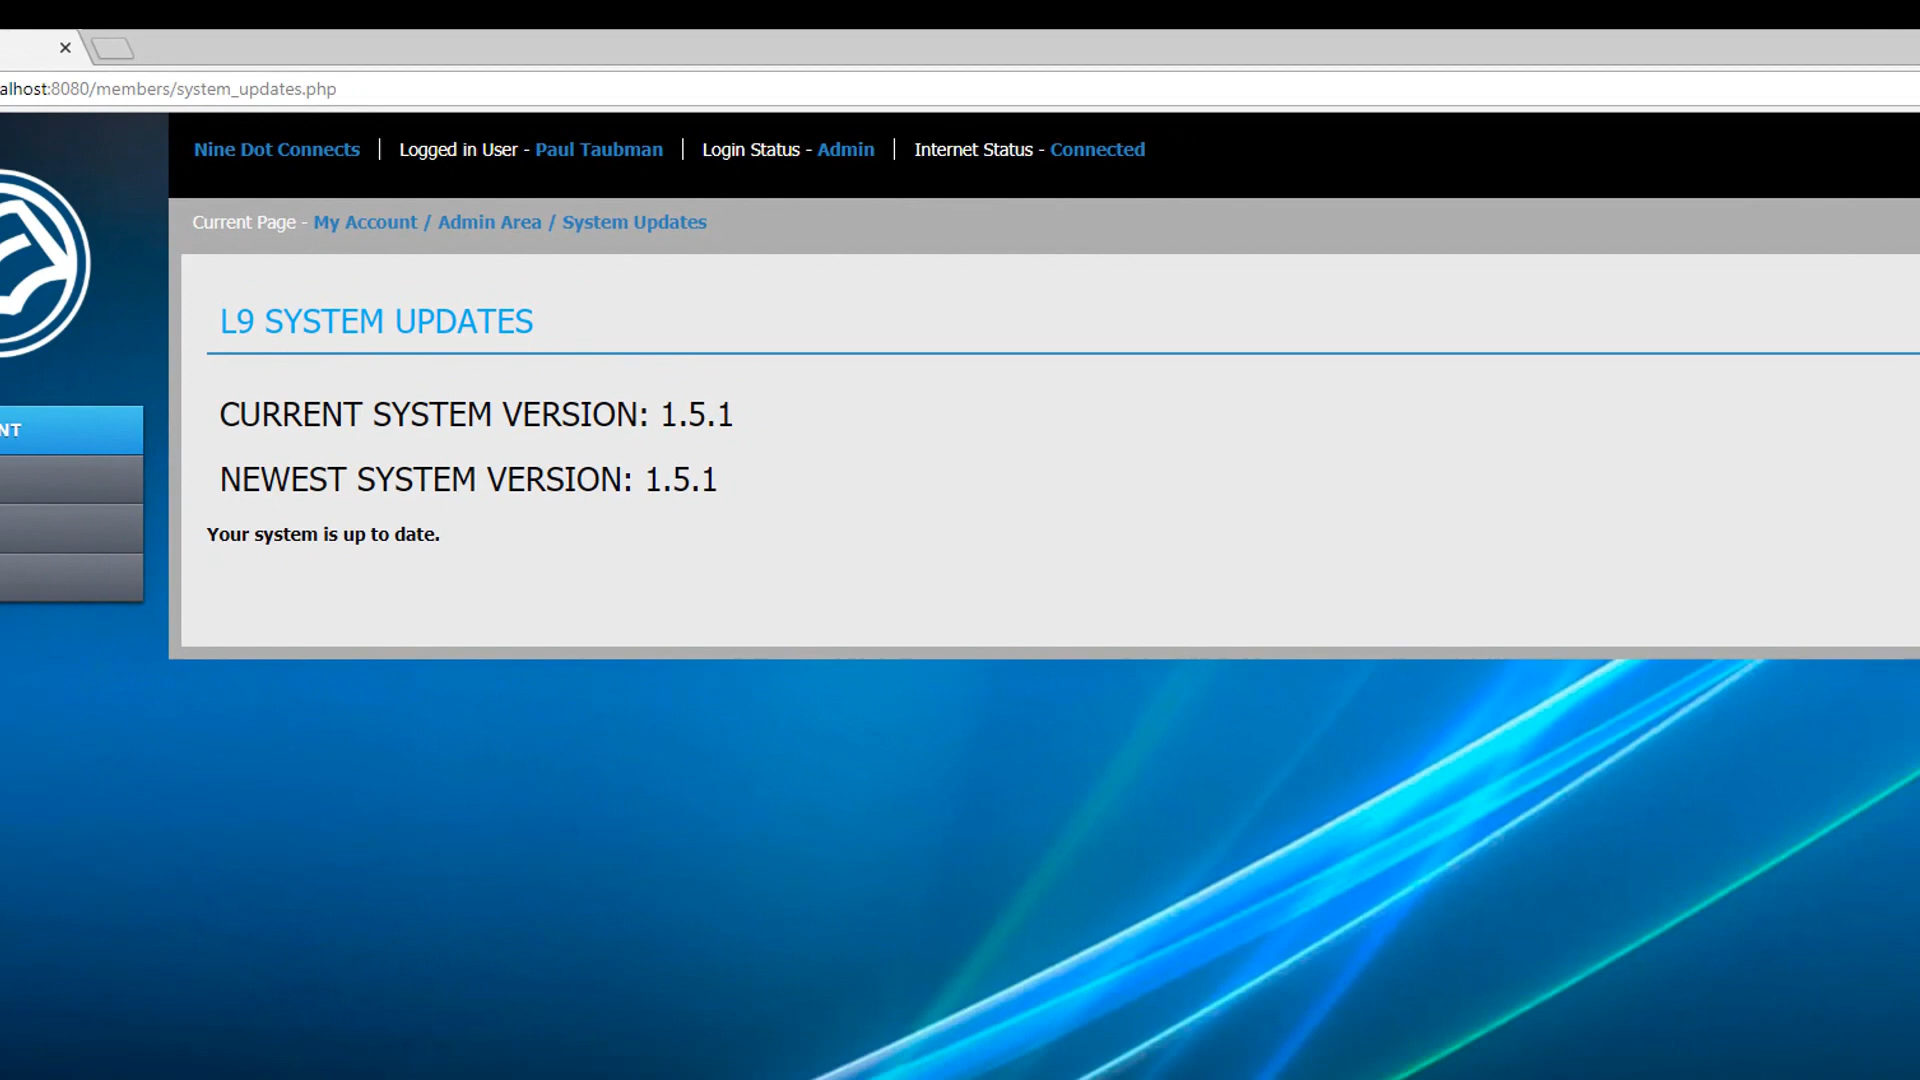 alhost:8080/members/system_updates.php
Nine Dot Connects | Logged in User - Paul Taubman | Login Status - Admin | Internet Status - Connected
Current Page - My Account / Admin Area / System Updates
L9 SYSTEM UPDATES
CURRENT SYSTEM VERSION: 1.5.1
NT
NEWEST SYSTEM VERSION: 1.5.1
Your system is up to date.